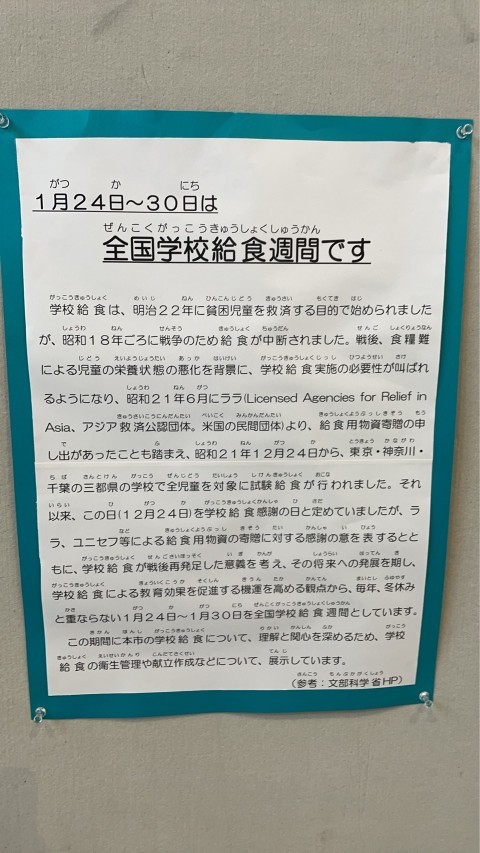 1月24日～30日は
全国学校給食週間です
学校給食は、明治22年に貧困児童を救済する目的で始められました
が、昭和18年ごろに戦争のため給食が中断されました。戦後、食糧難
による児童の栄養状態の悪化を背景に、学校給食実施の必要性が叫ばれ
るようになり、昭和21年6月にララ(Licensed Agencies for Relief in
Asia、アジア救済公認団体。米国の民間団体)より、給食用物資寄贈の申
し出があったことも踏まえ、昭和21年12月24日から、東京・神奈川・
千葉の三都県の学校で全児童を対象に試験給食が行われました。それ
以来、この日(12月24日)を学校給食感謝の日と定めていましたが、ラ
ラ、ユニセフ等による給食用物資の寄贈に対する感謝の意を表するとと
もに、学校給食が戦後再発足した意義を考え、その将来への発展を期し、
学校給食による教育効果を促進する機運を高める観点から、毎年、冬休み
と重ならない1月24日～1月30日を全国学校給食週間としています。
この期間に本市の学校給食について、理解と関心を深めるため、学校
給食の衛生管理や献立作成などについて、展示しています。
(参考：文部科学省HP)